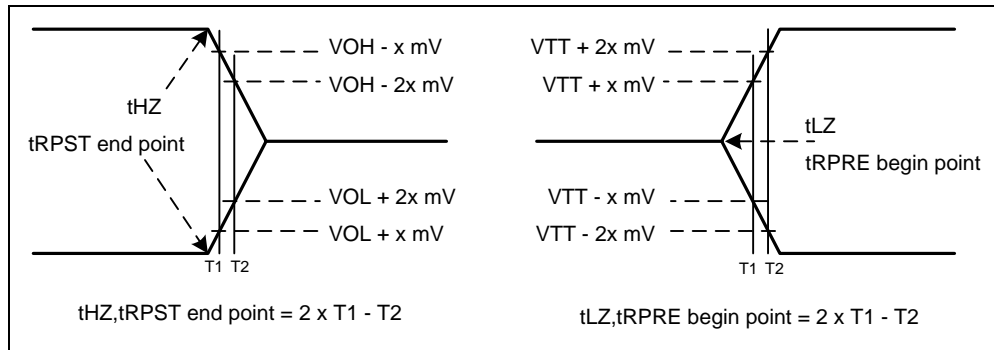 VOH - x mV
VOH - 2x mV
tHZ
tRPST end point
VOL + 2x mV
VOL + x mV
T1 T2
tHZ,tRPST end point = 2 x T1 - T2
VTT + 2x mV
VTT + x mV
tLZ
tRPRE begin point
VTT - x mV
VTT - 2x mV
T1 T2
tLZ,tRPRE begin point = 2 x T1 - T2